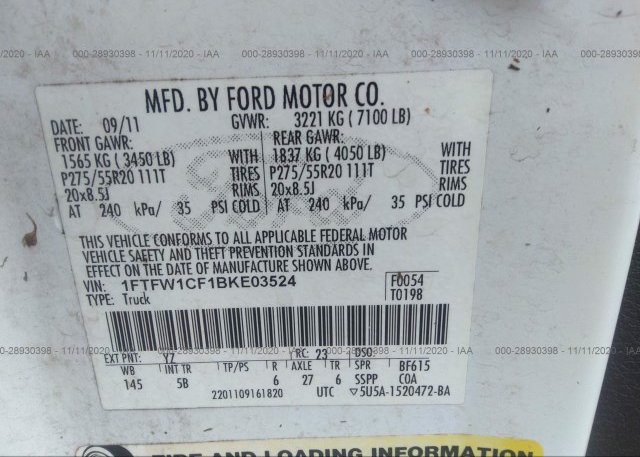 000-28930398 - 11/11/2020 - IAA
MFD. BY FORD MOTOR CO.
DATE: 09/11 GVWR: 3221 KG ( 7100 LB)
FRONT GAWR: REAR GAWR:
1565 KG ( 3450 LB) WITH 1837 KG ( 4050 LB) WITH
P275/55R20 111T TIRES P275/55R20 111T TIRES
20x8.5J RIMS 20x8.5J RIMS
AT 240 kPa/ 35 PSI COLD AT 240 kPa/ 35 PSI COLD
THIS VEHICLE CONFORMS TO ALL APPLICABLE FEDERAL MOTOR
VEHICLE SAFETY AND THEFT PREVENTION STANDARDS IN
EFFECT ON THE DATE OF MANUFACTURE SHOWN ABOVE.
VIN: 1FTFW1CF1BKE03524 F0054
TYPE: Truck T0198
EXT PNT: YZ RC: 23 DSO:
WB INT TR TP/PS R AXLE TR SPR BF615
145 5B 6 27 6 SSPP COA
2201109161820 UTC ▽5U5A-1520472-BA
TIRE AND LOADING INFORMATION